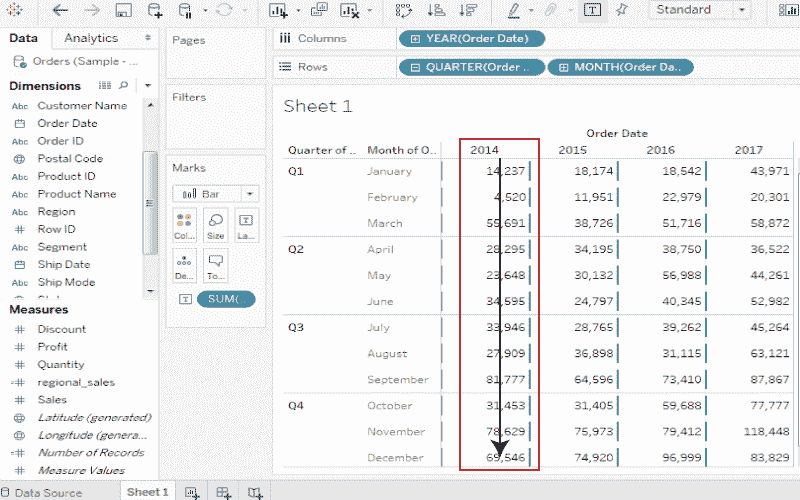 Standard
Data
Analytics
Pages
Columns
YEAR(Order Date)
Orders (Sample - ...
Rows
QUARTER(Order ..
MONTH(Order Da..
Dimensions
Filters
Sheet 1
Abc Customer Name
Order Date
Abc Order ID
Postal Code
Abc Product ID
Abc Product Name
Abc Region
# Row ID
Abc Segment
Ship Date
Abc Ship Mode
Marks
Bar
Col...
Size
La...
De...
To...
SUM(..
Measures
# Discount
# Profit
# Quantity
=# regional_sales
# Sales
Latitude (generated)
Longitude (genera...
=# Number of Records
# Measure Values
Order Date
Quarter of .. Month of O.. 2014 2015 2016 2017
Q1 January 14,237 18,174 18,542 43,971
February 4,520 11,951 22,979 20,301
March 55,691 38,726 51,716 58,872
Q2 April 28,295 34,195 38,750 36,522
May 23,648 30,132 56,988 44,261
June 34,595 24,797 40,345 52,982
Q3 July 33,946 28,765 39,262 45,264
August 27,909 36,898 31,115 63,121
September 81,777 64,596 73,410 87,867
Q4 October 31,453 31,405 59,688 77,777
November 78,629 75,973 79,412 118,448
December 69,546 74,920 96,999 83,829
Data Source
Sheet 1